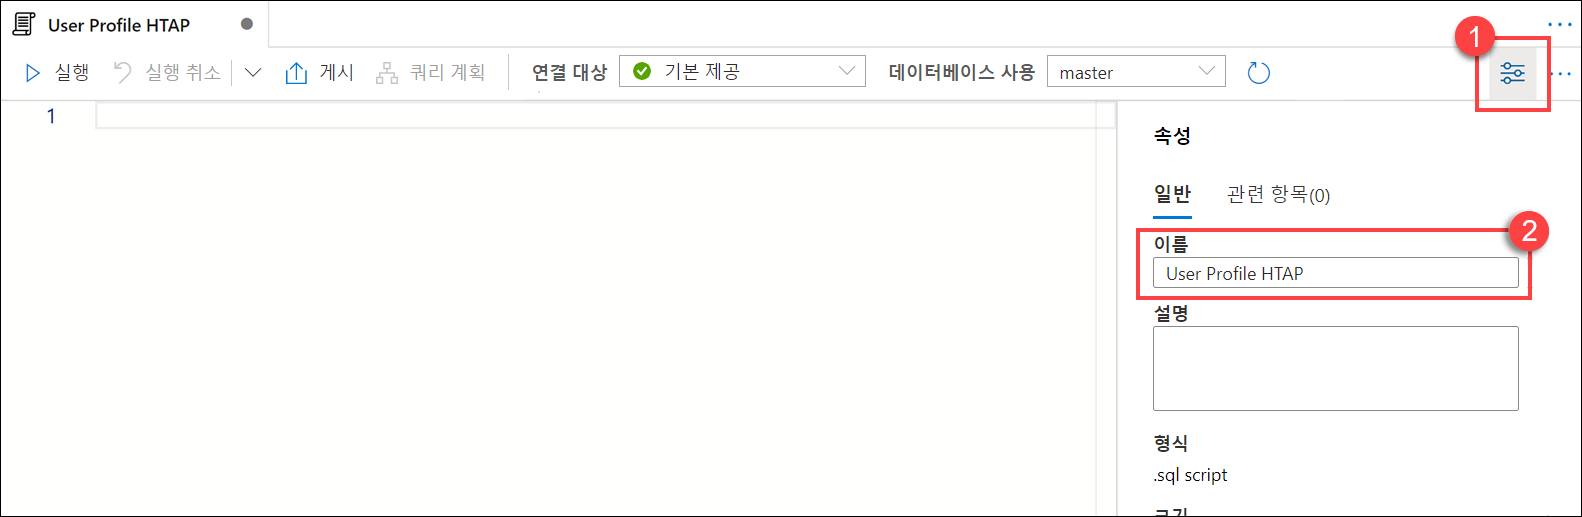 User Profile HTAP
1
실행 실행 취소 게시 쿼리 계획 연결 대상 기본 제공 데이터베이스 사용 master
1
속성
일반 관련 항목(0)
2
이름
User Profile HTAP
설명
형식
.sql script
크기